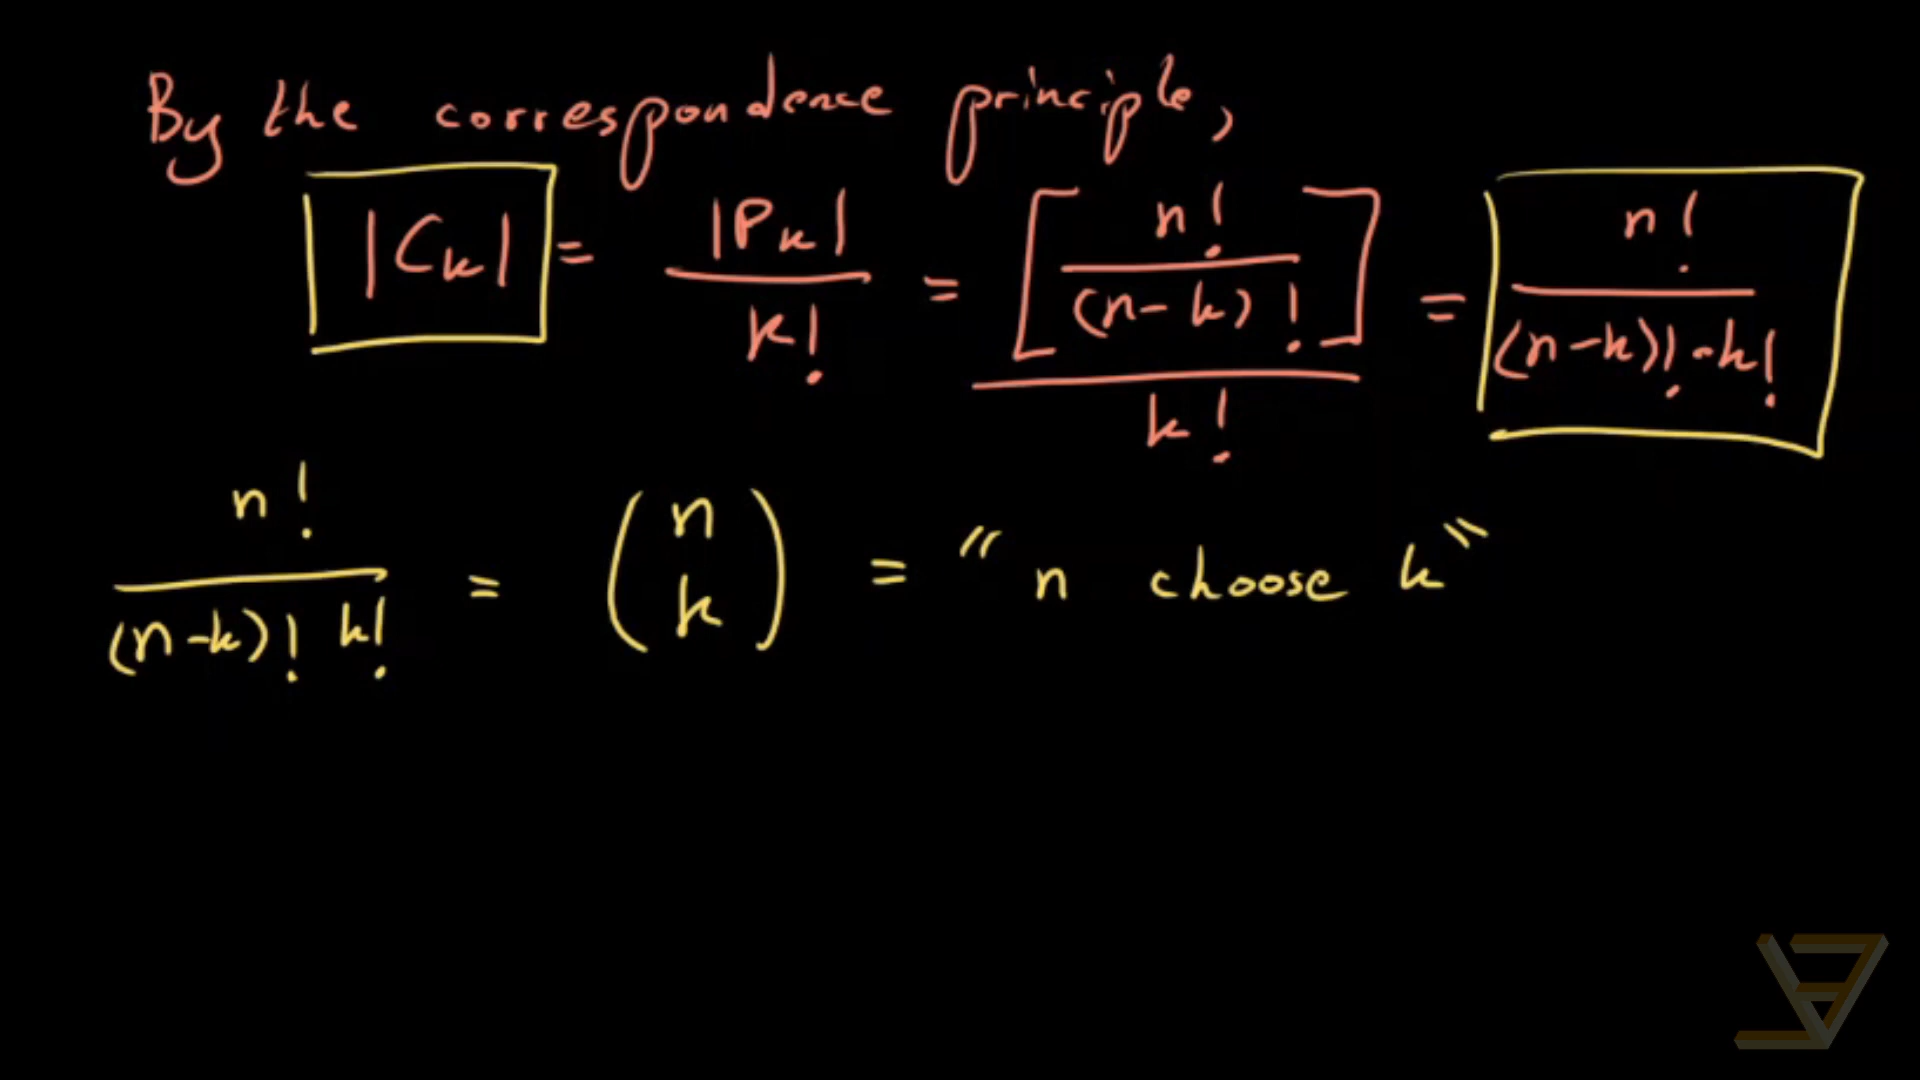 By the correspondence principle,
|C_k| = |P_k| / k! = [n! / (n-k)!] / k! = n! / (n-k)! · k!
n! / (n-k)! k! = (n k) = "n choose k"